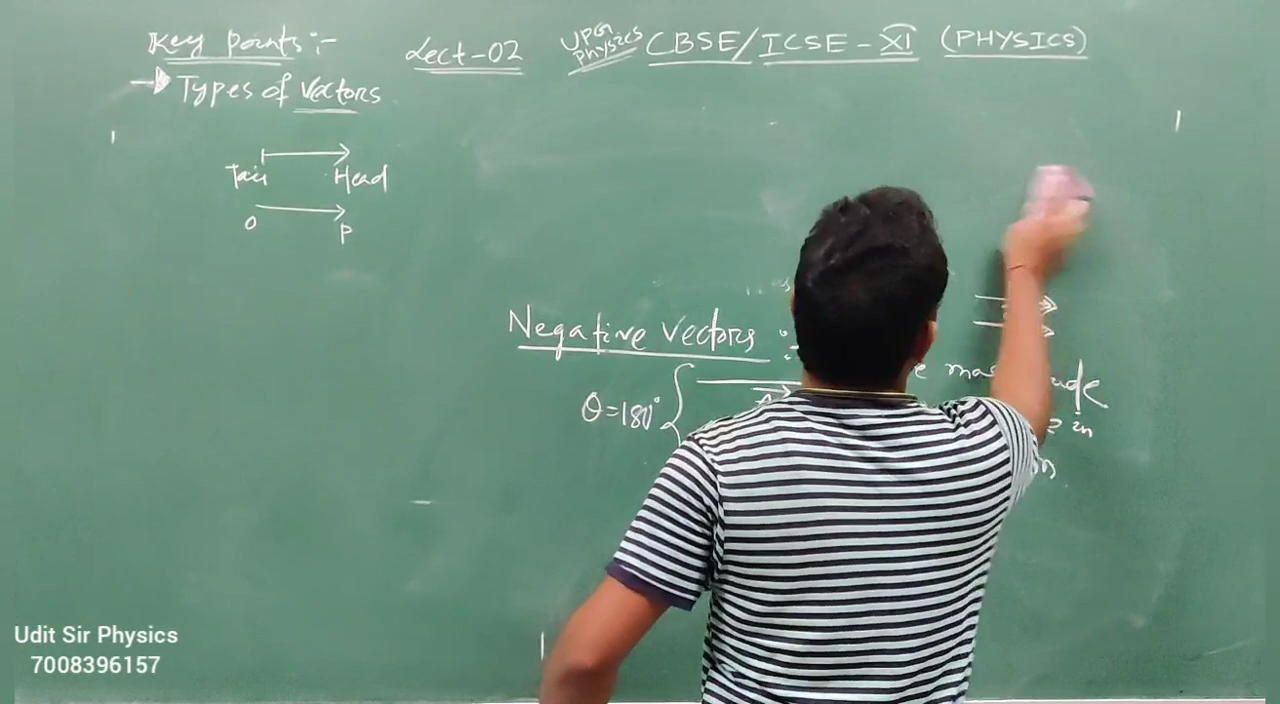 Key points :-
Lect-02
UPG Physics
CBSE/ICSE-XI (PHYSICS)
→ Types of vectors
Tail Head
O P
Negative vectors :
θ=180°
A
in
Udit Sir Physics
7008396157